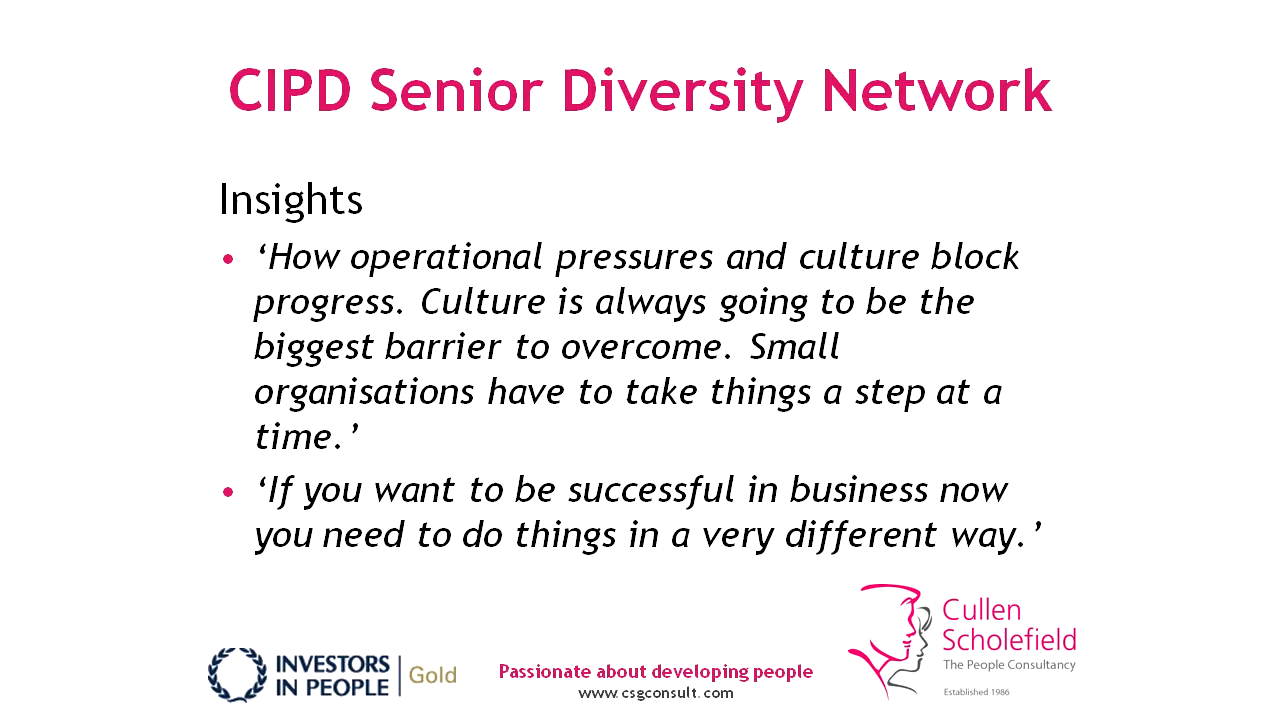 CIPD Senior Diversity Network
Insights
• ‘How operational pressures and culture block
progress. Culture is always going to be the
biggest barrier to overcome. Small
organisations have to take things a step at a
time.’
• ‘If you want to be successful in business now
you need to do things in a very different way.’
INVESTORS
IN PEOPLE
Gold
Passionate about developing people
www.csgconsult.com
Cullen
Scholefield
The People Consultancy
Established 1986